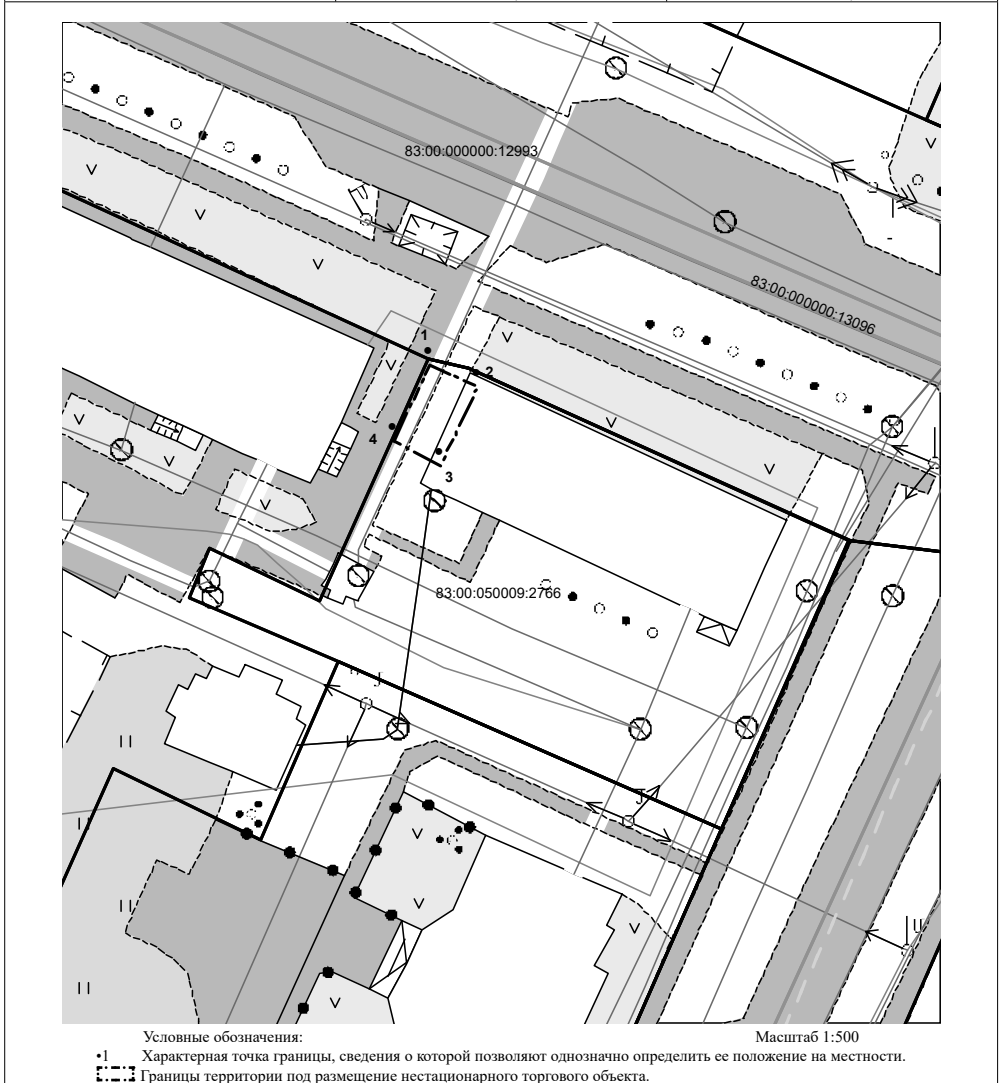 83:00:000000:12993
83:00:000000:13096
1
2
4
3
83:00:050009:2766
Условные обозначения: Масштаб 1:500
•1 Характерная точка границы, сведения о которой позволяют однозначно определить ее положение на местности.
Границы территории под размещение нестационарного торгового объекта.